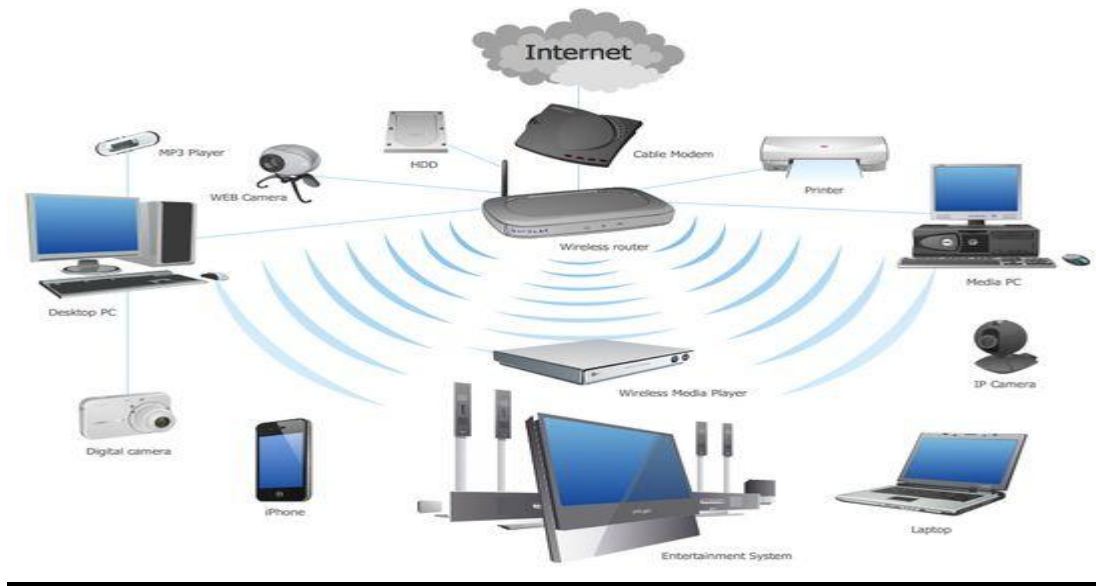 Internet
MP3 Player
HDD
Cable Modem
WEB Camera
Printer
Wireless router
Desktop PC
Media PC
IP Camera
Wireless Media Player
Digital camera
iPhone
Laptop
Entertainment System